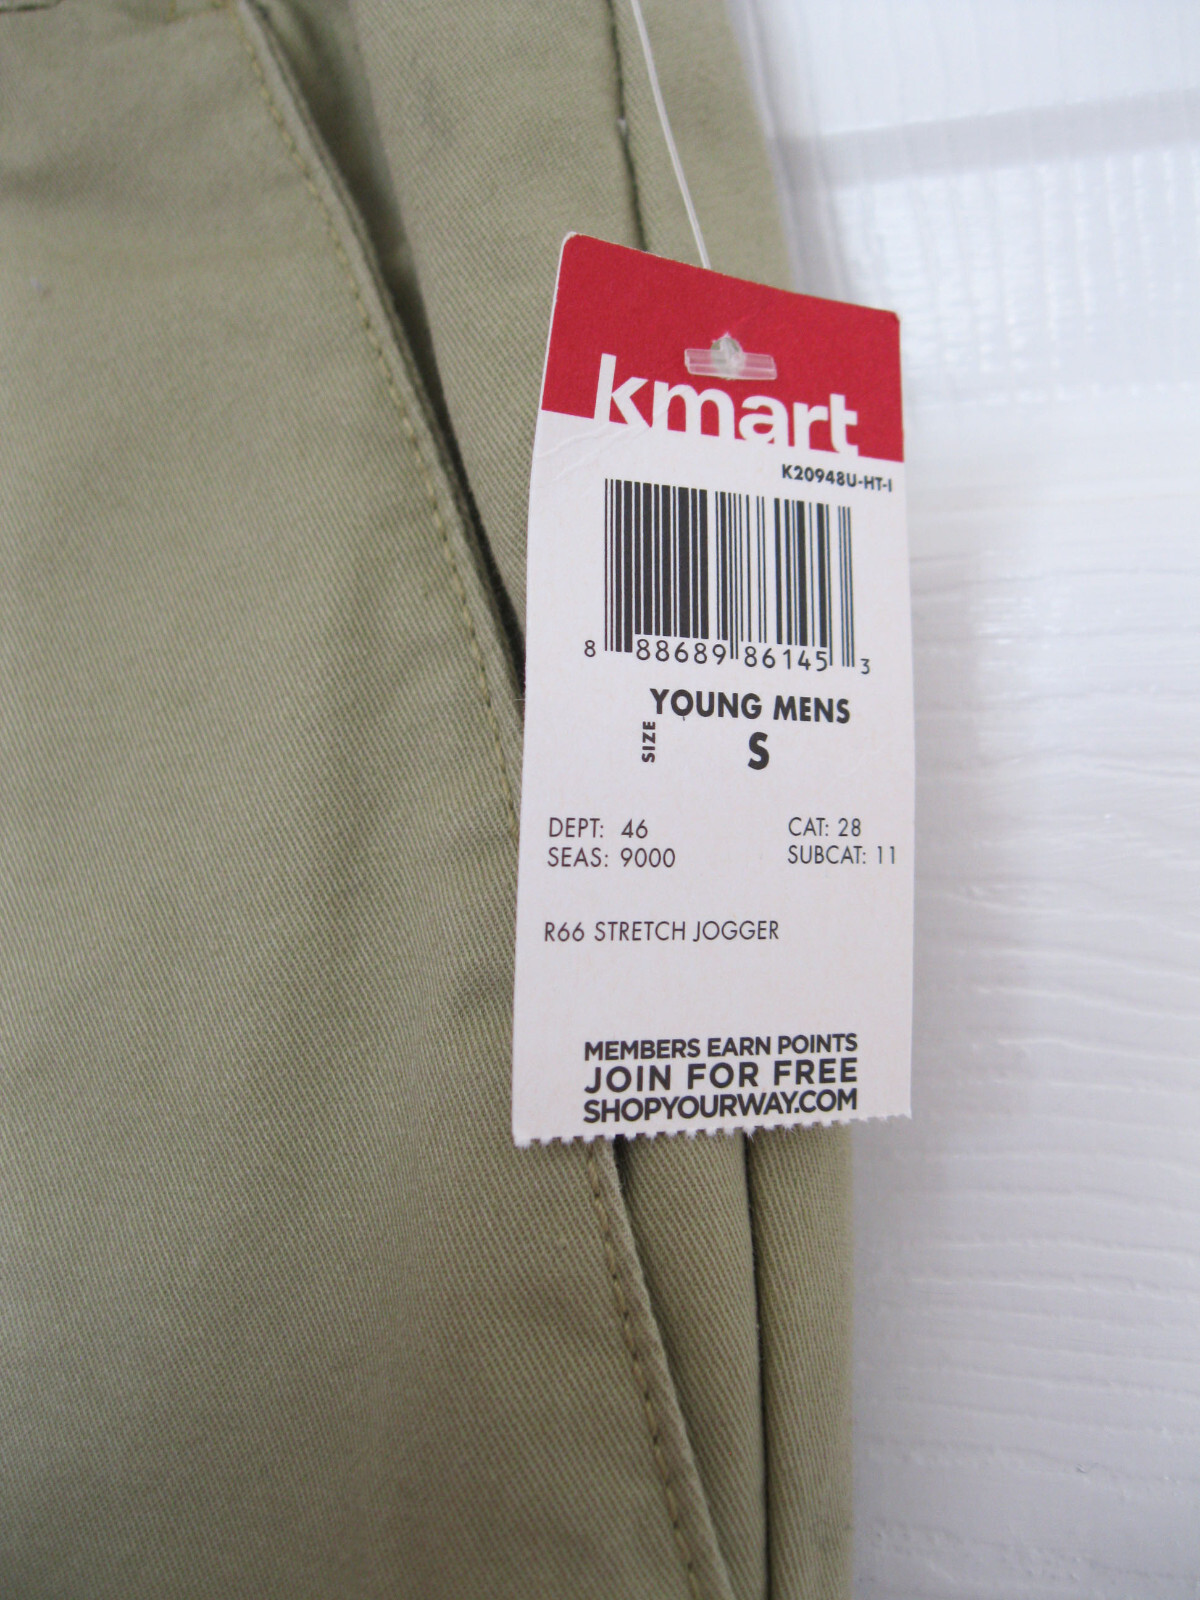 kmart
K20948U-HT-I
8 88689 86145 3
YOUNG MENS
SIZE S
DEPT: 46 CAT: 28
SEAS: 9000 SUBCAT: 11
R66 STRETCH JOGGER
MEMBERS EARN POINTS
JOIN FOR FREE
SHOPYOURWAY.COM